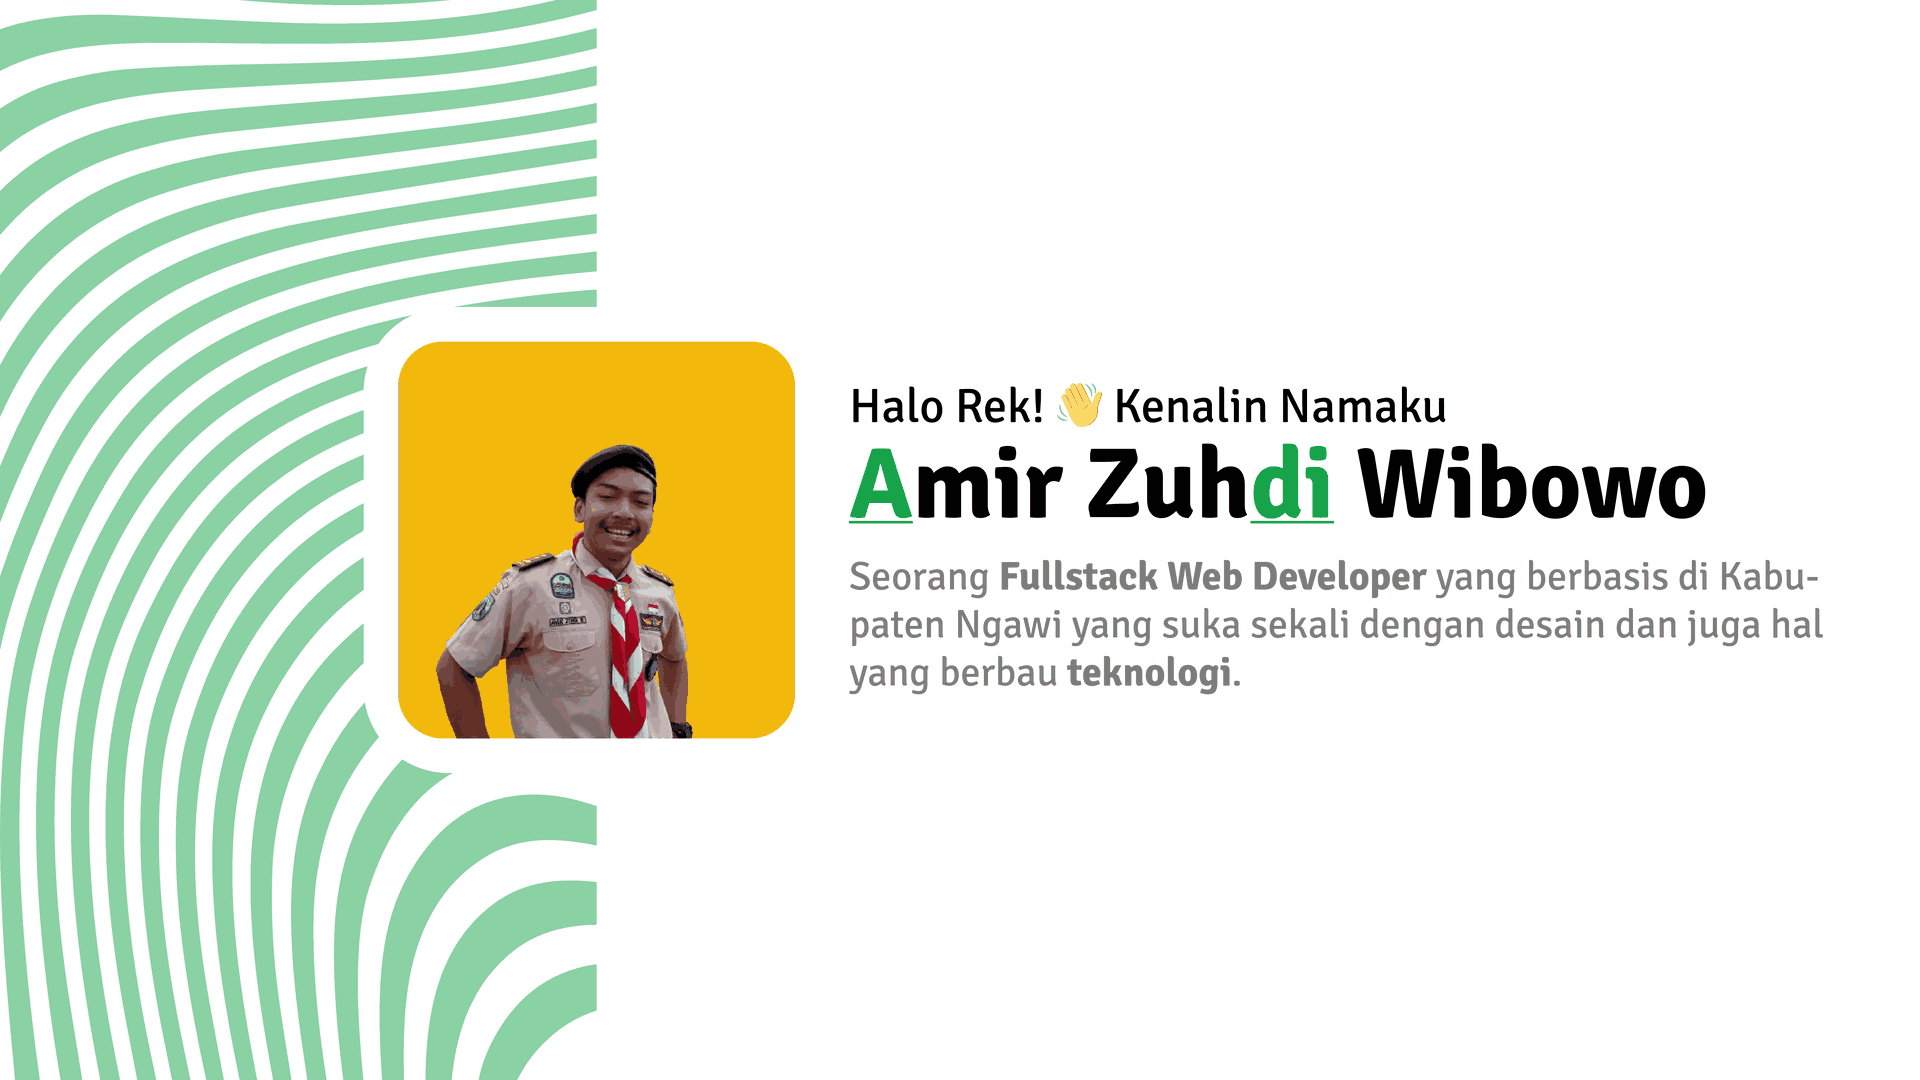 Halo Rek! 👋 Kenalin Namaku
Amir Zuhdi Wibowo
Seorang Fullstack Web Developer yang berbasis di Kabu-
paten Ngawi yang suka sekali dengan desain dan juga hal
yang berbau teknologi.